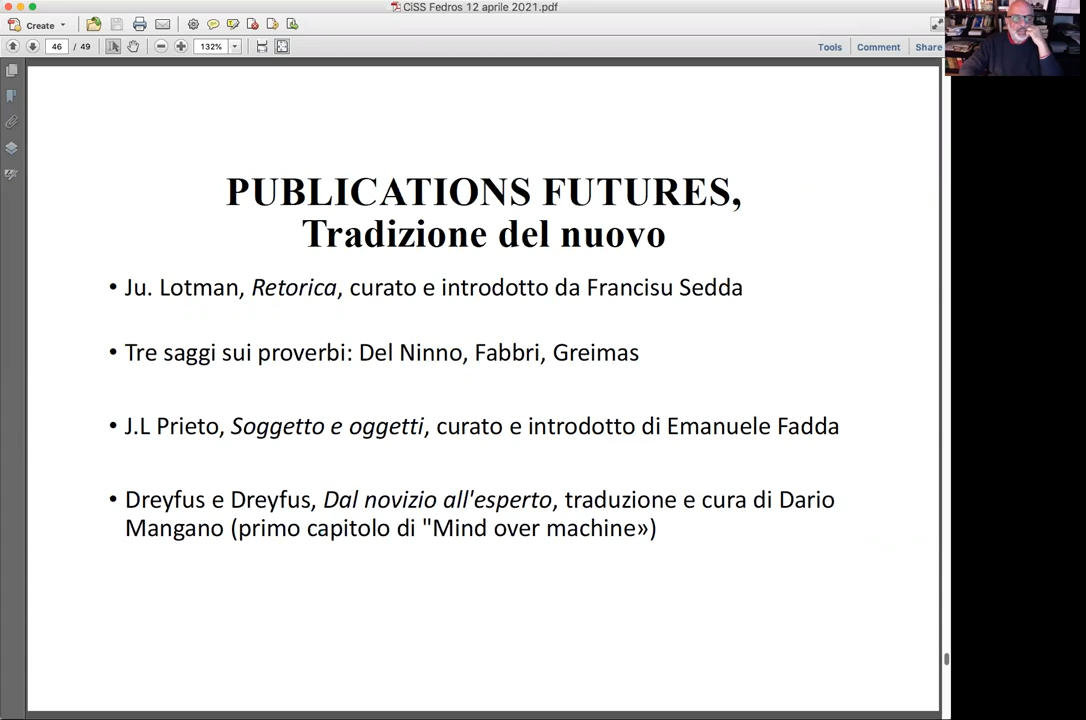 CiSS Fedros 12 aprile 2021.pdf
Create
46 / 49
132%
Tools
Comment
Share
PUBLICATIONS FUTURES,
Tradizione del nuovo
• Ju. Lotman, Retorica, curato e introdotto da Francisu Sedda
• Tre saggi sui proverbi: Del Ninno, Fabbri, Greimas
• J.L Prieto, Soggetto e oggetti, curato e introdotto di Emanuele Fadda
• Dreyfus e Dreyfus, Dal novizio all'esperto, traduzione e cura di Dario
Mangano (primo capitolo di "Mind over machine»)